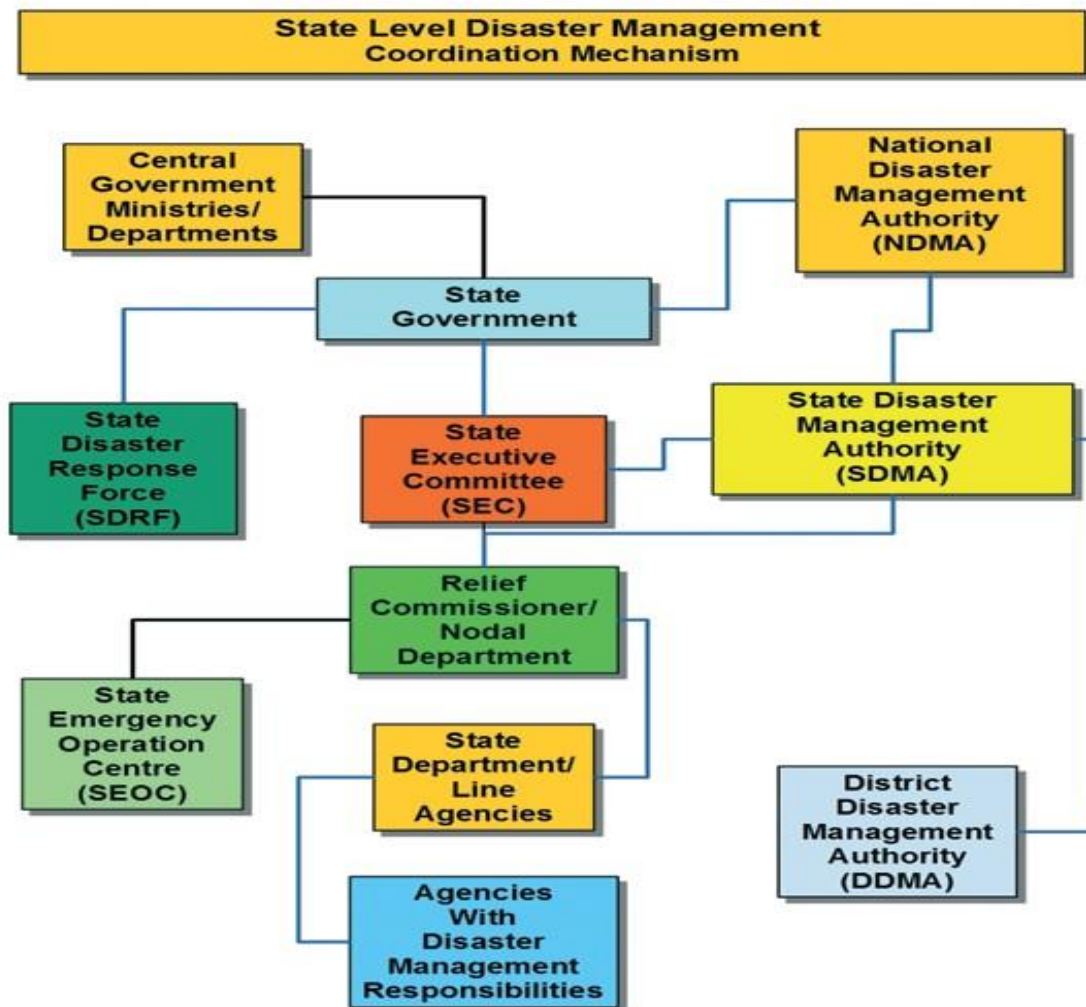 State Level Disaster Management
Coordination Mechanism
Central
Government
Ministries/
Departments
National
Disaster
Management
Authority
(NDMA)
State
Government
State
Disaster
Response
Force
(SDRF)
State
Executive
Committee
(SEC)
State Disaster
Management
Authority
(SDMA)
Relief
Commissioner/
Nodal
Department
State
Emergency
Operation
Centre
(SEOC)
State
Department/
Line
Agencies
District
Disaster
Management
Authority
(DDMA)
Agencies
With
Disaster
Management
Responsibilities